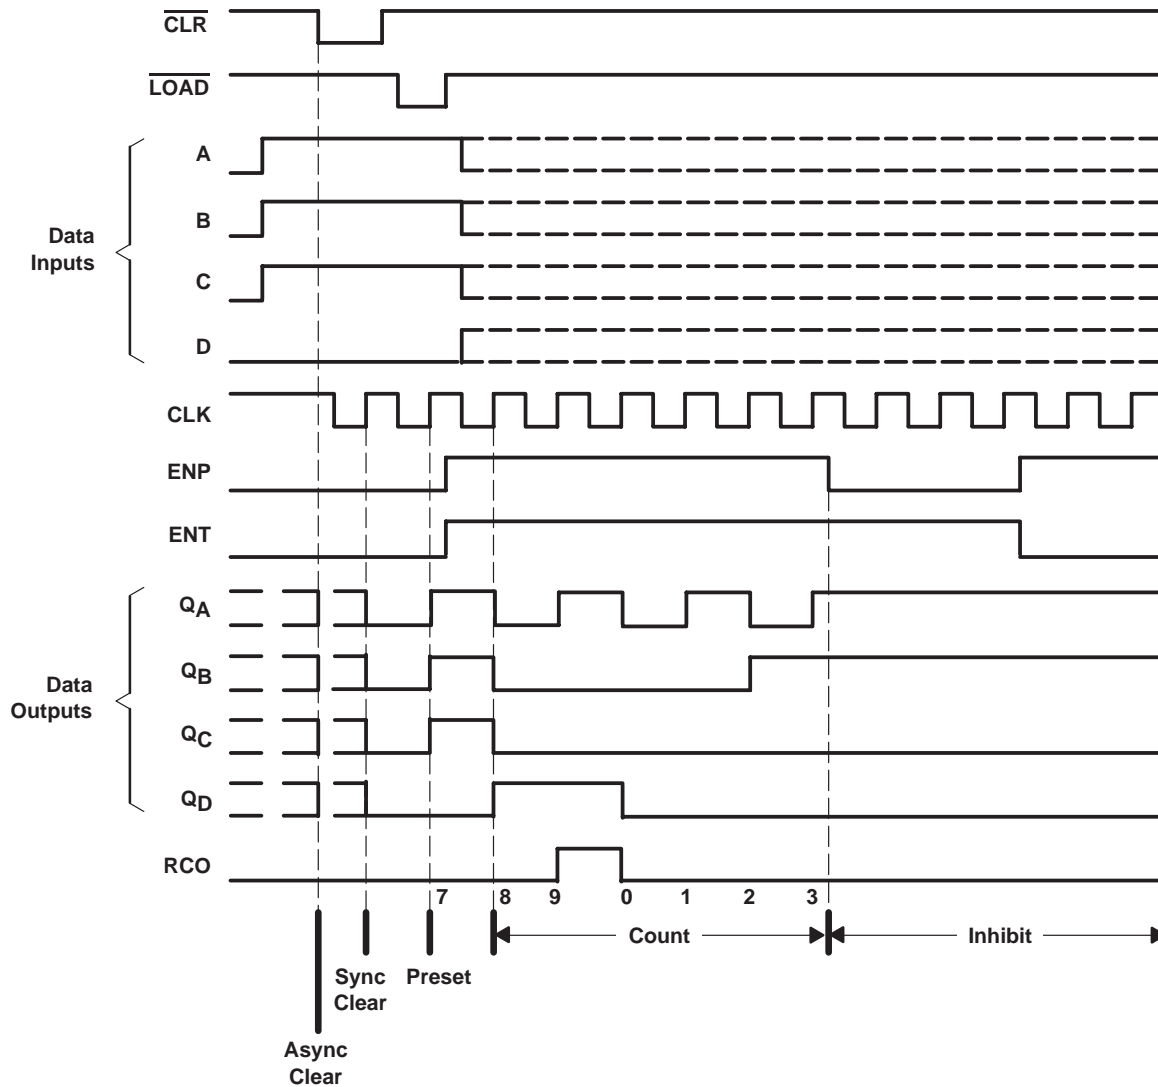 CLR
LOAD
A
B
Data
Inputs
C
D
CLK
ENP
ENT
QA
QB
Data
Outputs
QC
QD
RCO
7 8 9 0 1 2 3
Count Inhibit
Sync
Clear
Preset
Async
Clear